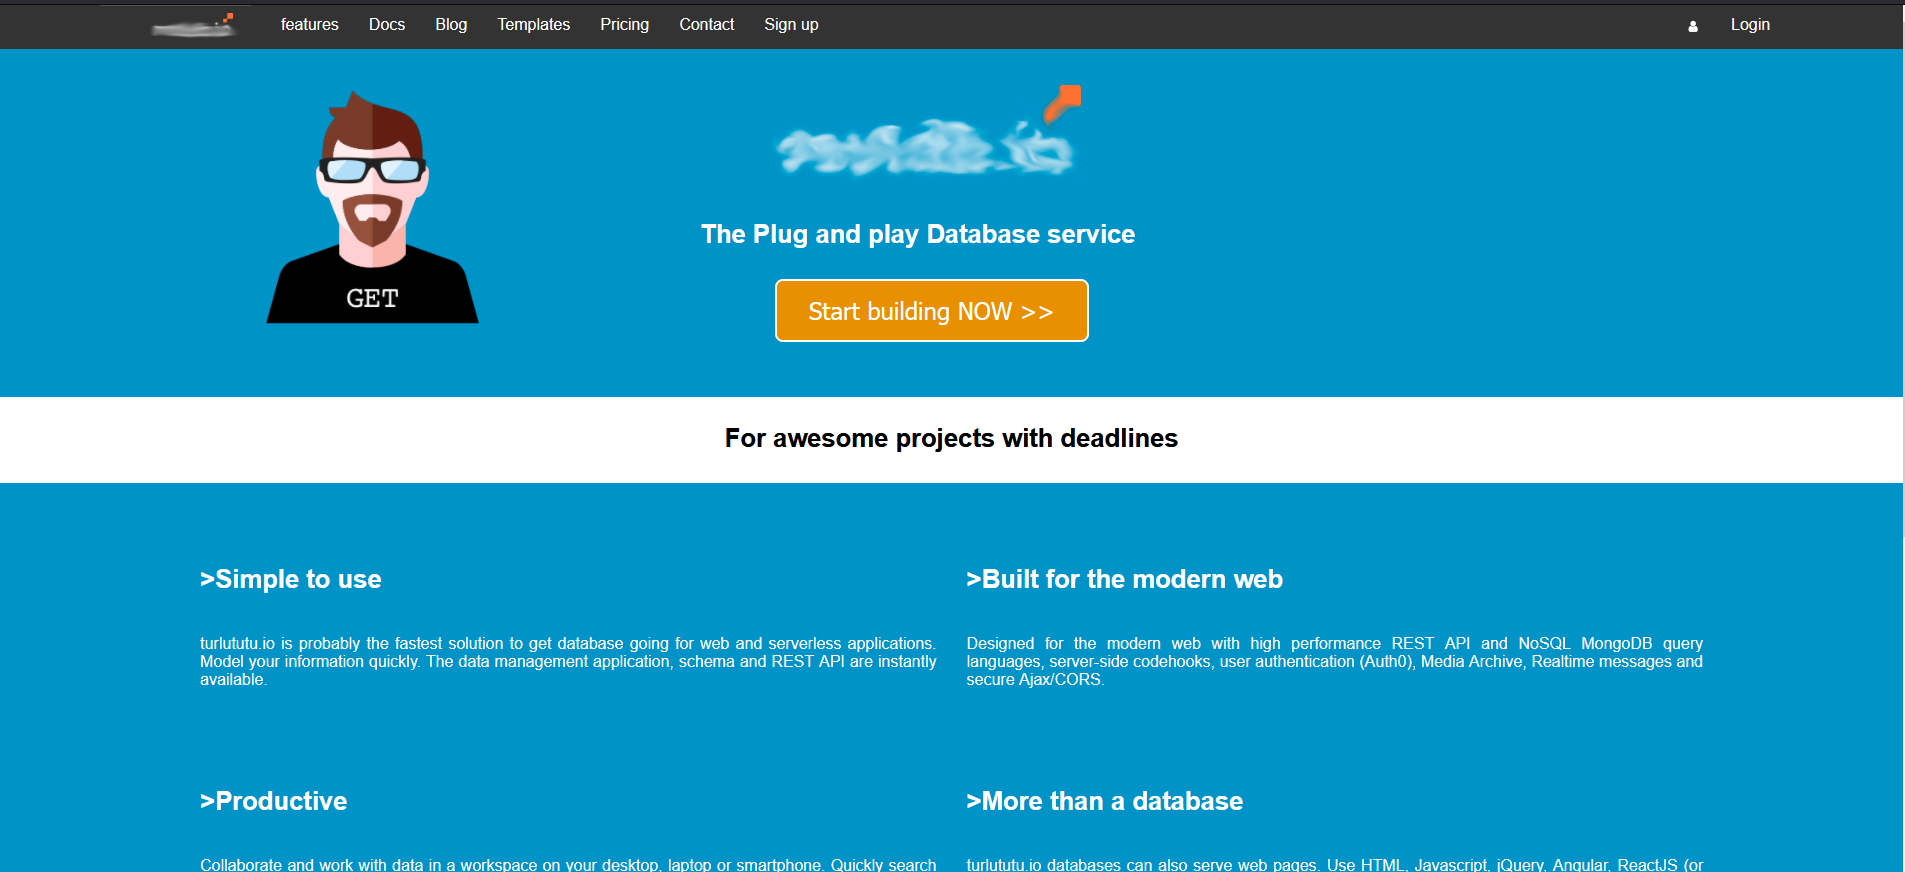 features Docs Blog Templates Pricing Contact Sign up Login
The Plug and play Database service
GET
Start building NOW >>
For awesome projects with deadlines
>Simple to use
turlututu.io is probably the fastest solution to get database going for web and serverless applications.
Model your information quickly. The data management application, schema and REST API are instantly
available.
>Built for the modern web
Designed for the modern web with high performance REST API and NoSQL MongoDB query
languages, server-side codehooks, user authentication (Auth0), Media Archive, Realtime messages and
secure Ajax/CORS.
>Productive
Collaborate and work with data in a workspace on your desktop, laptop or smartphone. Quickly search
>More than a database
turlututu.io databases can also serve web pages. Use HTML, Javascript, jQuery, Angular, ReactJS (or